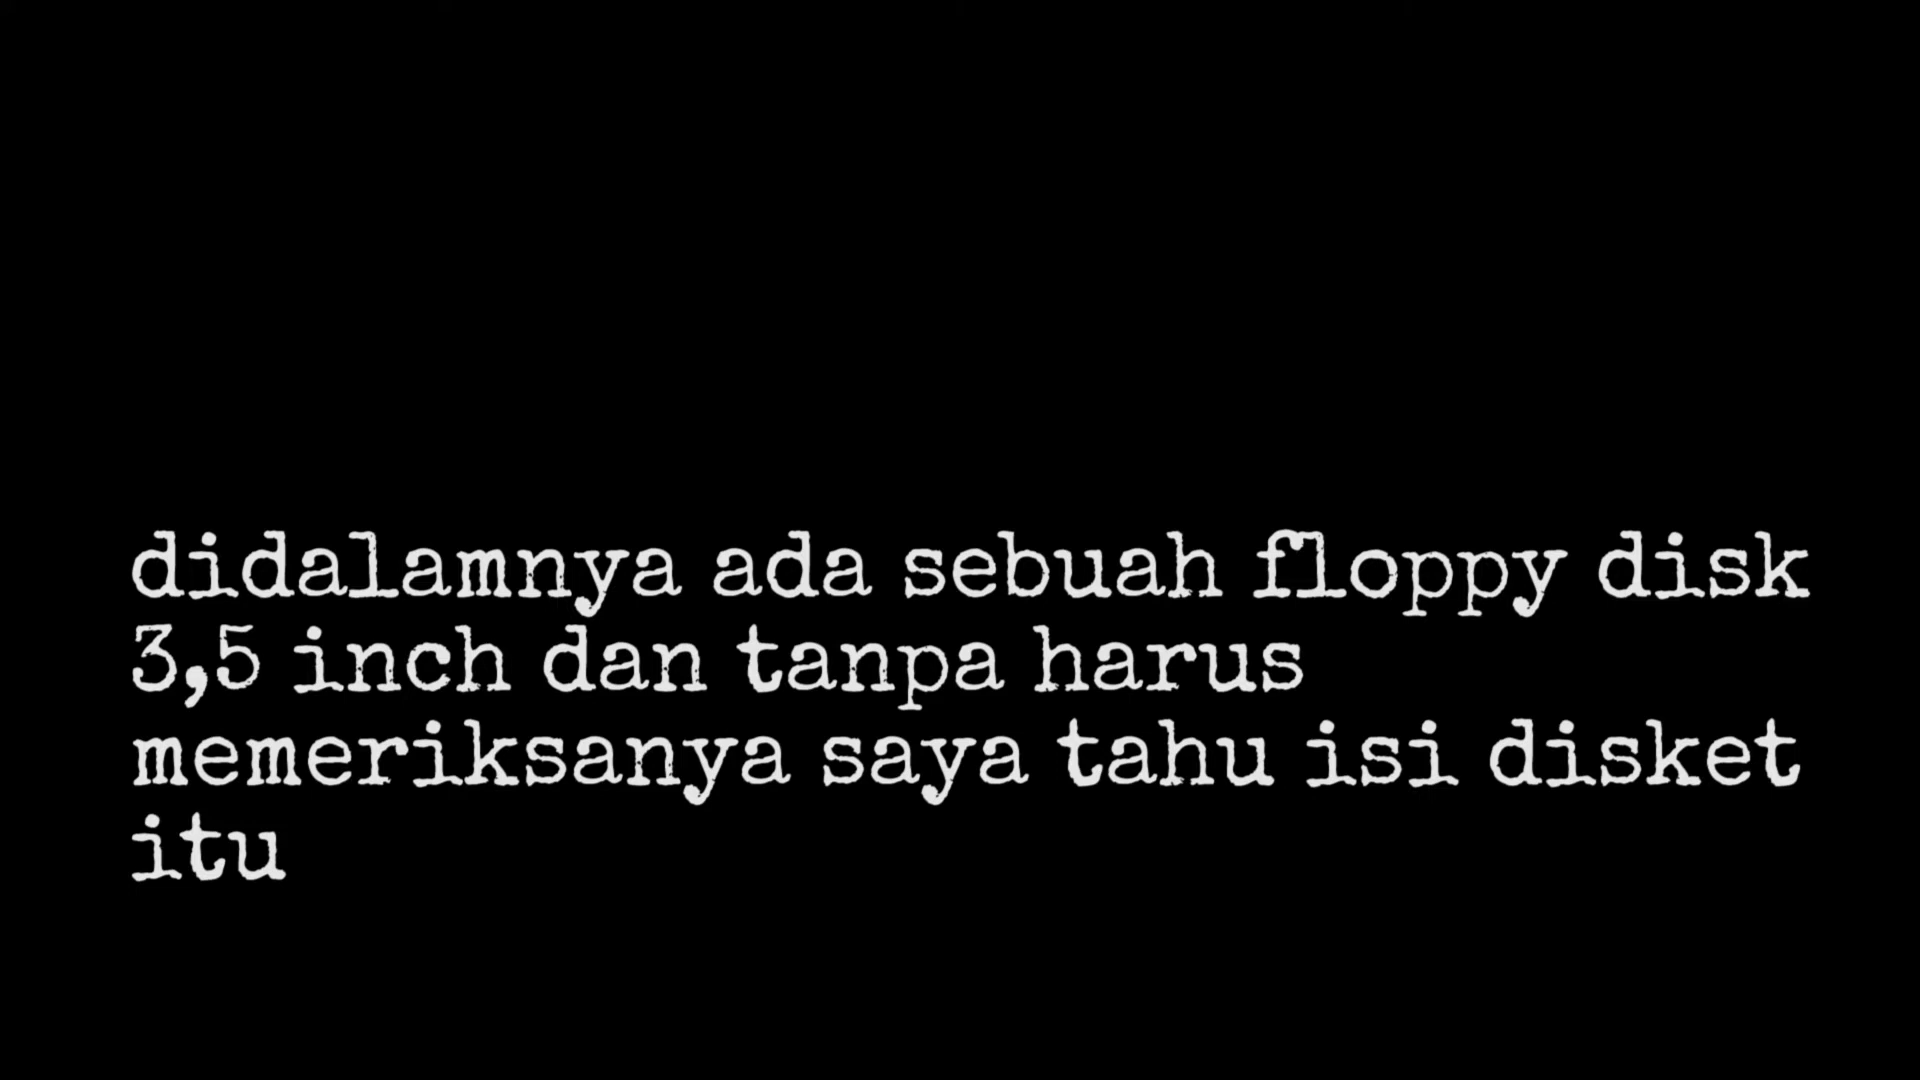 didalamnya ada sebuah floppy disk
3,5 inch dan tanpa harus
memeriksanya saya tahu isi disket
itu